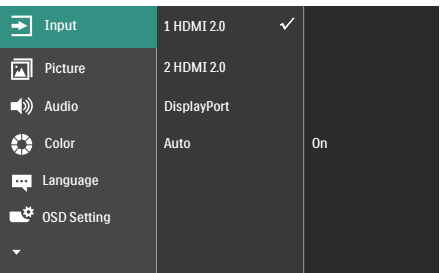 Input
1 HDMI 2.0
Picture
2 HDMI 2.0
Audio
DisplayPort
Color
Auto
On
Language
OSD Setting